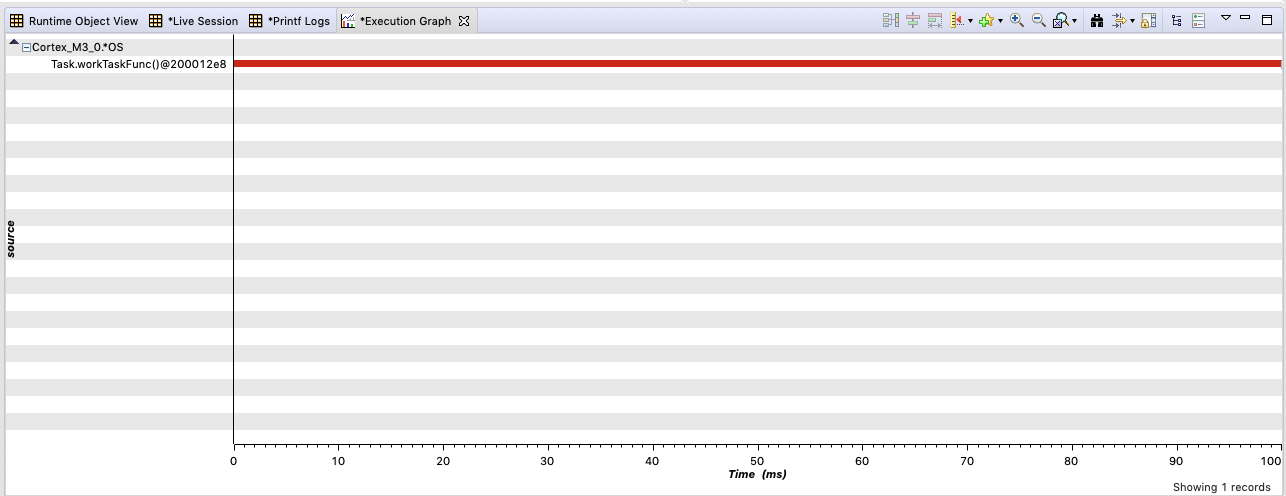 Runtime Object View *Live Session *Printf Logs *Execution Graph
Cortex_M3_0.*OS
Task.workTaskFunc()@200012e8
source
0 10 20 30 40 50 60 70 80 90 100
Time (ms)
Showing 1 records